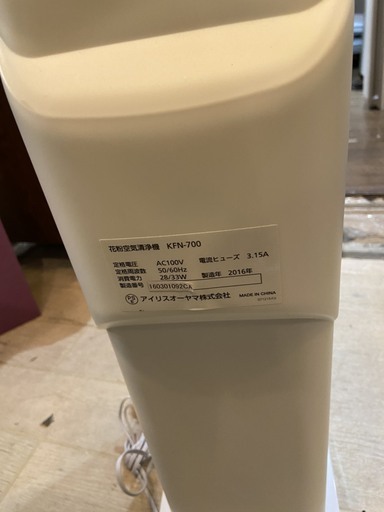 花粉空気清浄機 KFN-700
定格電圧 AC100V 電流ヒューズ 3.15A
定格周波数 50/60Hz
消費電力 28/33W 製造年 2016年
製造番号 160301092CA
アイリスオーヤマ株式会社 MADE IN CHINA